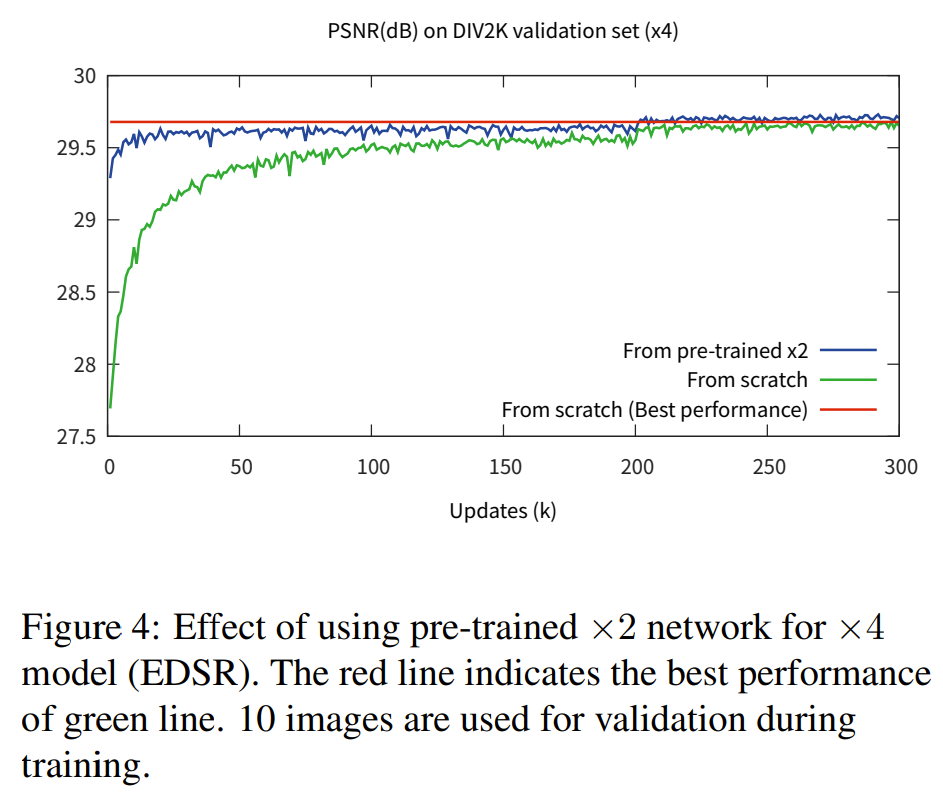 PSNR(dB) on DIV2K validation set (x4)
30
29.5
29
28.5
28
27.5
From pre-trained x2
From scratch
From scratch (Best performance)
0 50 100 150 200 250 300
Updates (k)
Figure 4: Effect of using pre-trained ×2 network for ×4
model (EDSR). The red line indicates the best performance
of green line. 10 images are used for validation during
training.